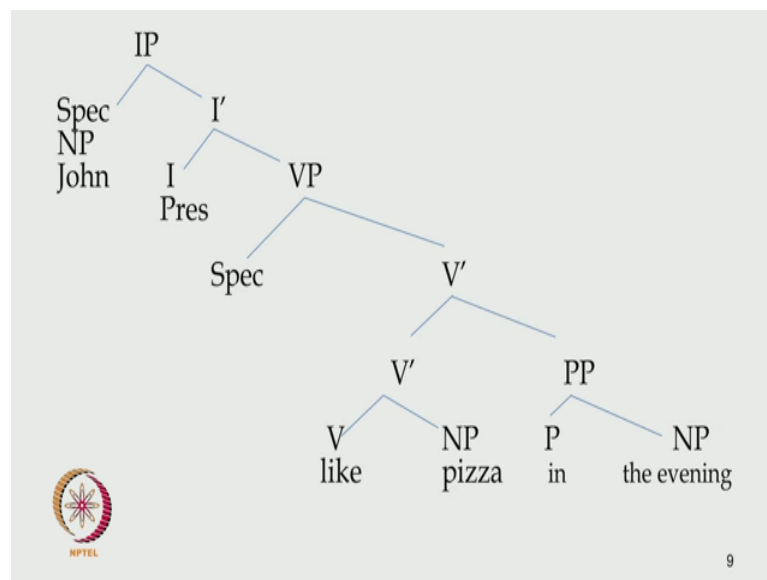 IP
Spec I′
NP
John I VP
Pres
Spec V′
V′ PP
V NP P NP
like pizza in the evening
NPTEL
9